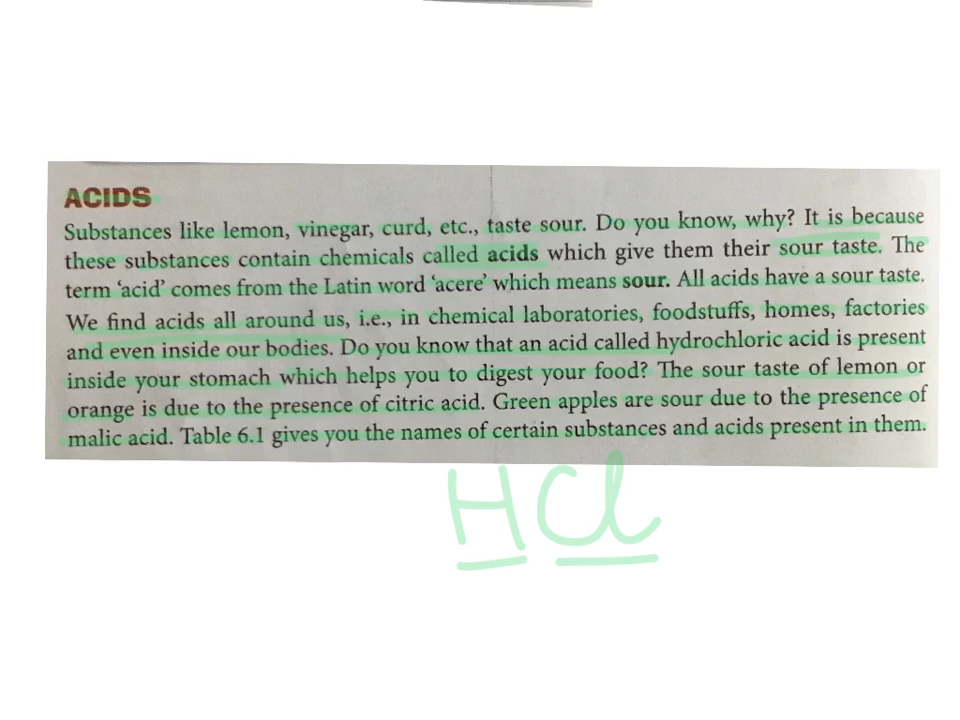 ACIDS
Substances like lemon, vinegar, curd, etc., taste sour. Do you know, why? It is because
these substances contain chemicals called acids which give them their sour taste. The
term ‘acid’ comes from the Latin word ‘acere’ which means sour. All acids have a sour taste.
We find acids all around us, i.e., in chemical laboratories, foodstuffs, homes, factories
and even inside our bodies. Do you know that an acid called hydrochloric acid is present
inside your stomach which helps you to digest your food? The sour taste of lemon or
orange is due to the presence of citric acid. Green apples are sour due to the presence of
malic acid. Table 6.1 gives you the names of certain substances and acids present in them.
HCl